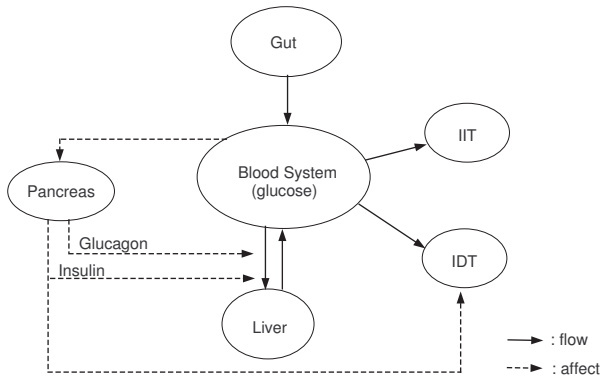 Gut
IIT
Blood System
(glucose)
Pancreas
Glucagon
IDT
Insulin
Liver
: flow
: affect